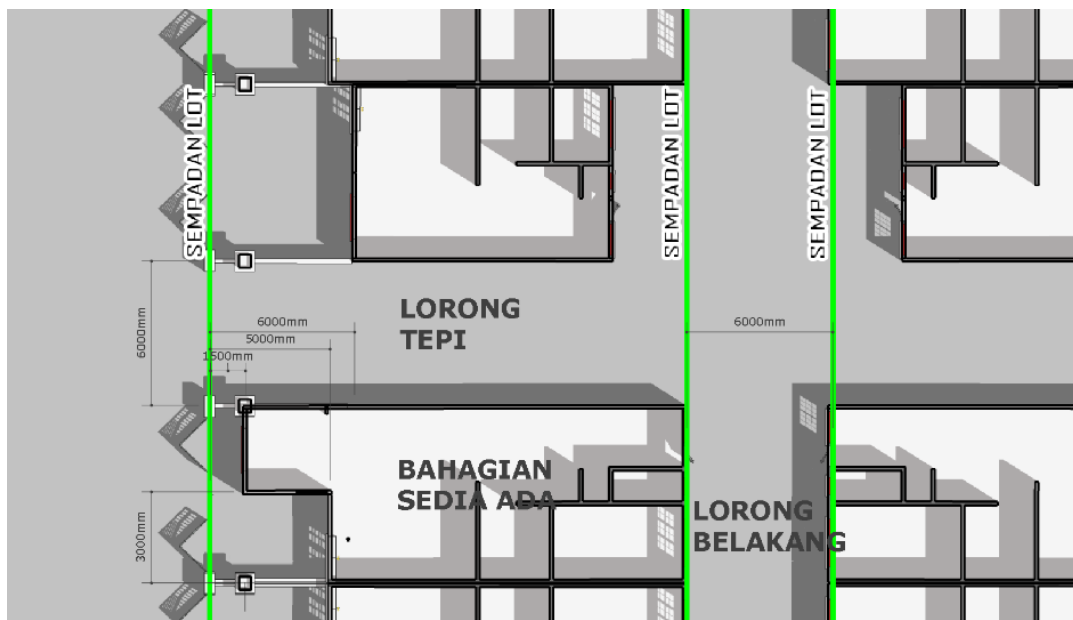 SEMPADAN LOT
SEMPADAN LOT
SEMPADAN LOT
LORONG
TEPI
6000mm
6000mm
5000mm
1500mm
6000mm
BAHAGIAN
SEDIA ADA
LORONG
BELAKANG
3000mm